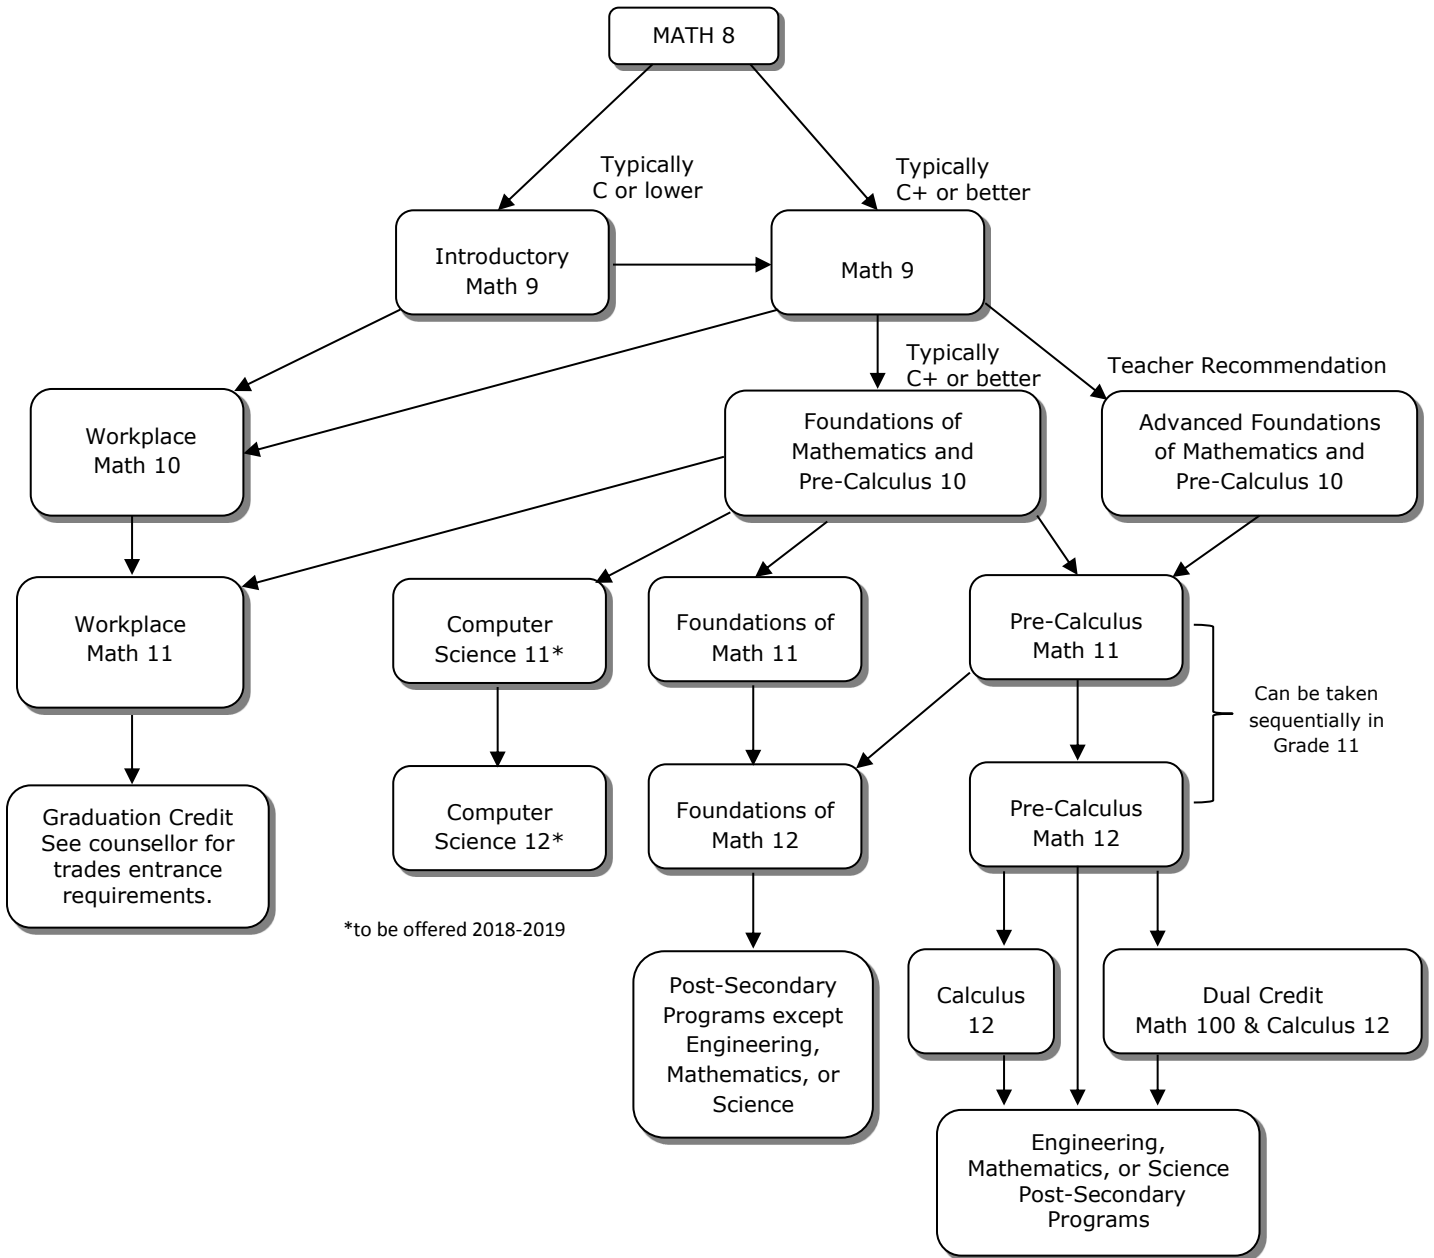 MATH 8
Typically
C or lower
Typically
C+ or better
Introductory
Math 9
Math 9
Typically
C+ or better
Teacher Recommendation
Workplace
Math 10
Foundations of
Mathematics and
Pre-Calculus 10
Advanced Foundations
of Mathematics and
Pre-Calculus 10
Workplace
Math 11
Computer
Science 11*
Foundations of
Math 11
Pre-Calculus
Math 11
Can be taken
sequentially in
Grade 11
Graduation Credit
See counsellor for
trades entrance
requirements.
Computer
Science 12*
Foundations of
Math 12
Pre-Calculus
Math 12
*to be offered 2018-2019
Post-Secondary
Programs except
Engineering,
Mathematics, or
Science
Calculus
12
Dual Credit
Math 100 & Calculus 12
Engineering,
Mathematics, or Science
Post-Secondary
Programs